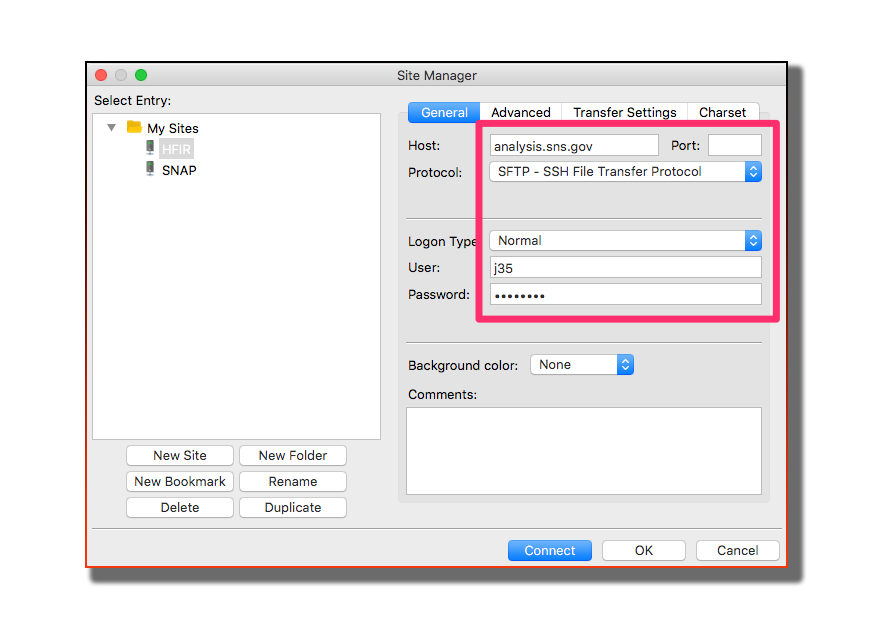 Site Manager
Select Entry:
My Sites
HFIR
SNAP
New Site
New Folder
New Bookmark
Rename
Delete
Duplicate
General
Advanced
Transfer Settings
Charset
Host:
analysis.sns.gov
Port:
Protocol:
SFTP - SSH File Transfer Protocol
Logon Type
Normal
User:
j35
Password:
••••••••
Background color:
None
Comments:
Connect
OK
Cancel